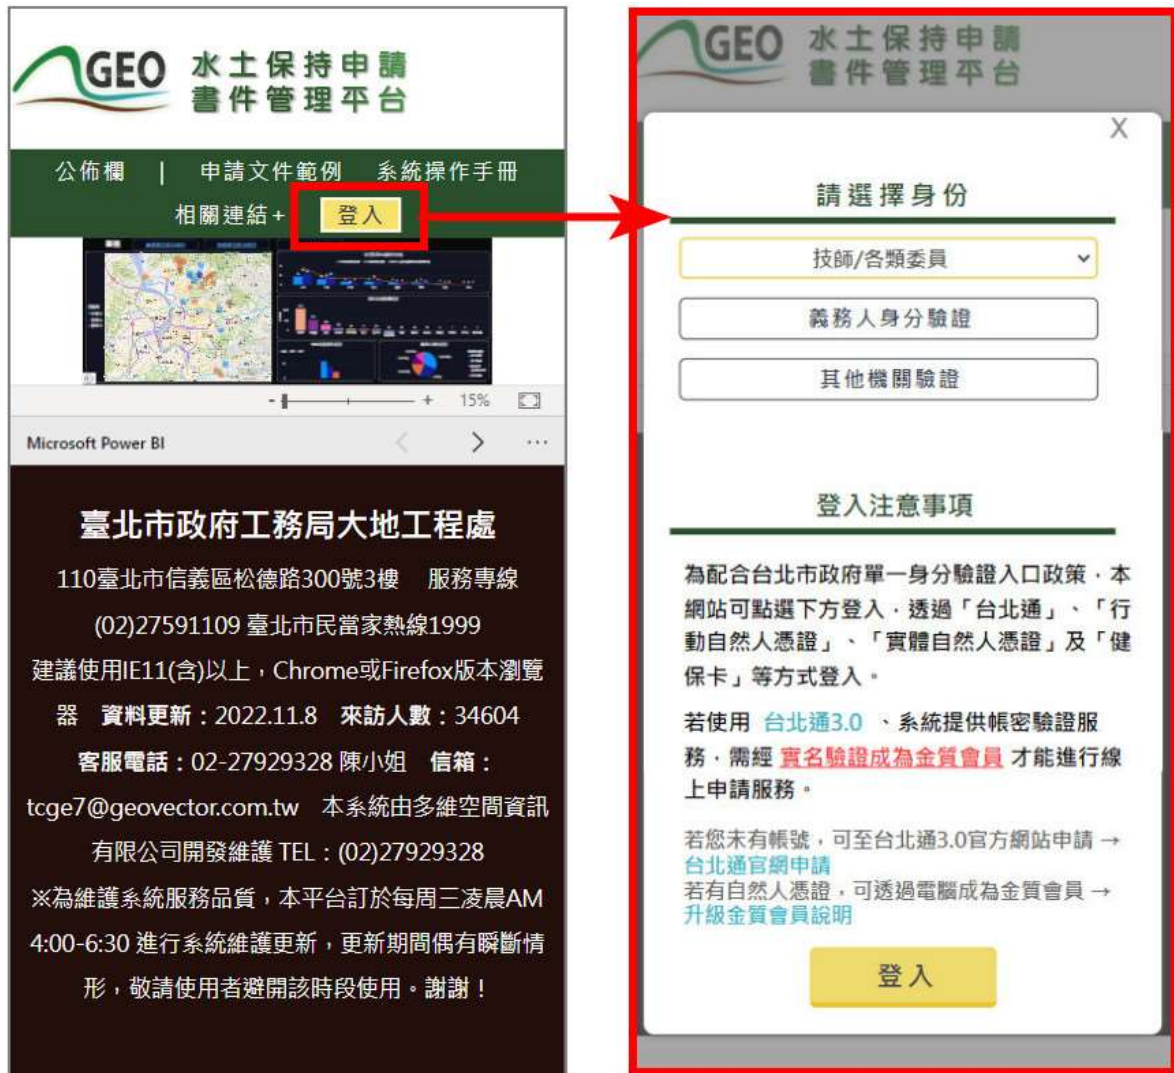 GEO 水土保持申請
書件管理平台
公佈欄 | 申請文件範例 系統操作手冊
相關連結+ 登入
- + 15%
Microsoft Power BI
臺北市政府工務局大地工程處
110臺北市信義區松德路300號3樓 服務專線
(02)27591109 臺北市民當家熱線1999
建議使用IE11(含)以上，Chrome或Firefox版本瀏覽
器 資料更新：2022.11.8 來訪人數：34604
客服電話：02-27929328 陳小姐 信箱：
tcge7@geovector.com.tw 本系統由多維空間資訊
有限公司開發維護 TEL：(02)27929328
※為維護系統服務品質，本平台訂於每周三凌晨AM
4:00-6:30 進行系統維護更新，更新期間偶有瞬斷情
形，敬請使用者避開該時段使用。謝謝！
GEO 水土保持申請
書件管理平台
X
請選擇身份
技師/各類委員
義務人身分驗證
其他機關驗證
登入注意事項
為配合台北市政府單一身分驗證入口政策，本
網站可點選下方登入，透過「台北通」、「行
動自然人憑證」、「實體自然人憑證」及「健
保卡」等方式登入。
若使用 台北通3.0 、系統提供帳密驗證服
務，需經 實名驗證成為金質會員 才能進行線
上申請服務。
若您未有帳號，可至台北通3.0官方網站申請 →
台北通官網申請
若有自然人憑證，可透過電腦成為金質會員 →
升級金質會員說明
登入